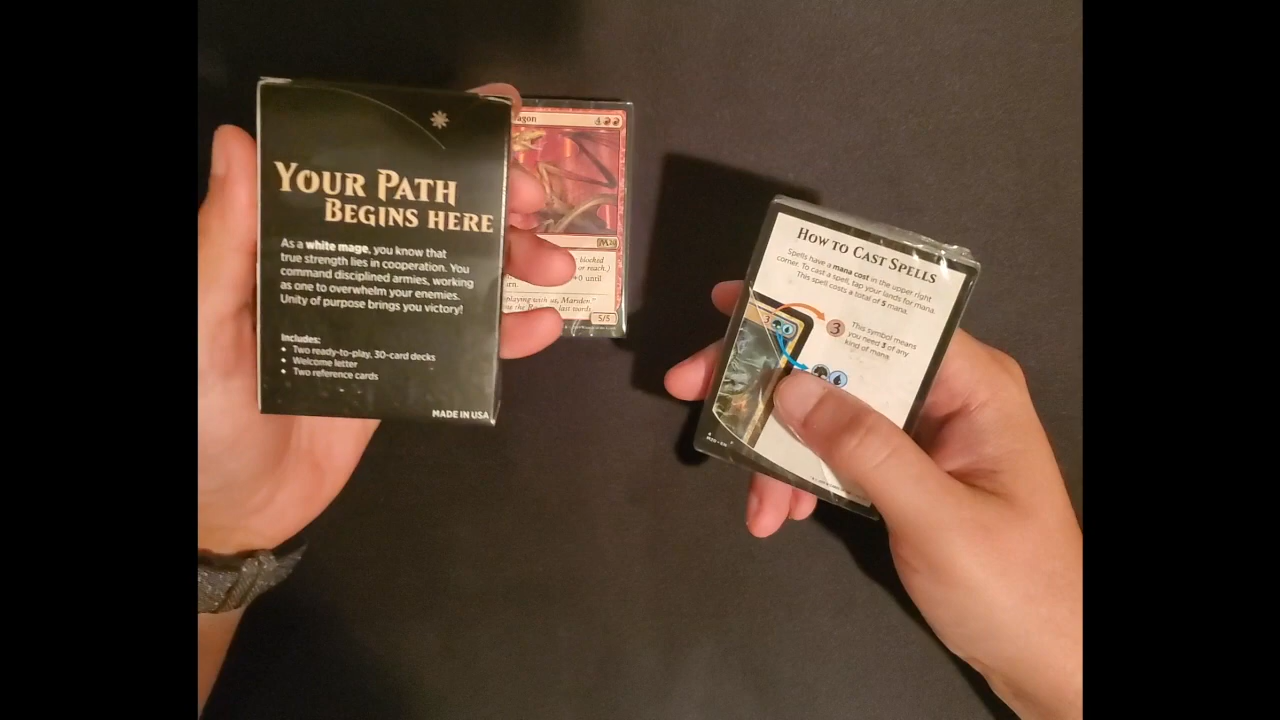 YOUR PATH
BEGINS HERE
As a white mage, you know that
true strength lies in cooperation. You
command disciplined armies, working
as one to overwhelm your enemies.
Unity of purpose brings you victory!
Includes:
• Two ready-to-play, 30-card decks
• Welcome letter
• Two reference cards
MADE IN USA
4
blocked
or reach.)
+0 until
playing with us, Marsden."
last words
5/5
HOW TO CAST SPELLS
Spells have a mana cost in the upper right
corner. To cast a spell, tap your lands for mana.
This spell costs a total of 5 mana.
3
3
This symbol means
you need 3 of any
kind of mana.